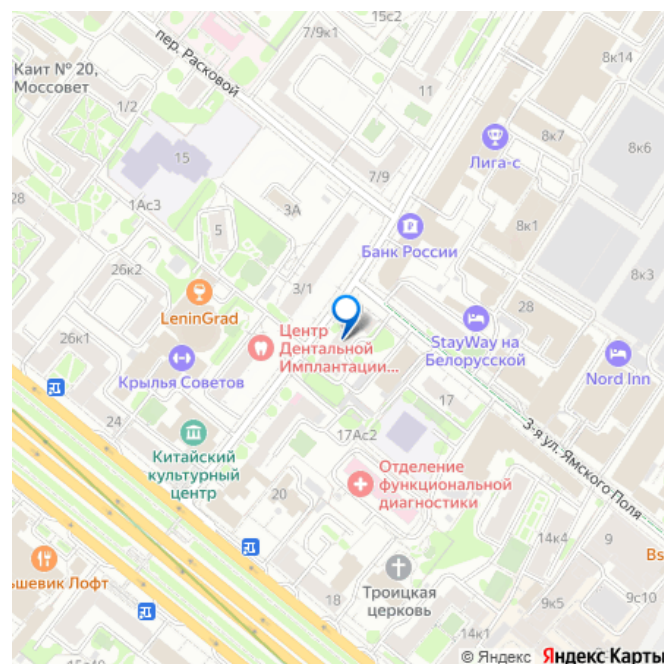 15с2
7/9к1
пер. Расковой
8к14
Каит № 20,
Моссовет
11
1/2
8к7
8к6
Лига-с
15
7/9
28
1Ас3
3А
8к1
5
Банк России
8к3
26к2
3/1
28
LeninGrad
StayWay на
Белорусской
Центр
Дентальной
Имплантации...
26к1
Nord Inn
Крылья Советов
17
24
3-я ул. Ямского Поля
17Ас2
Китайский
культурный
центр
Отделение
функциональной
диагностики
20
14к4
9
Bs
ьшевик Лофт
Троицкая
церковь
18
9к5
9с10
14к1
© Яндекс Яндекс Карты